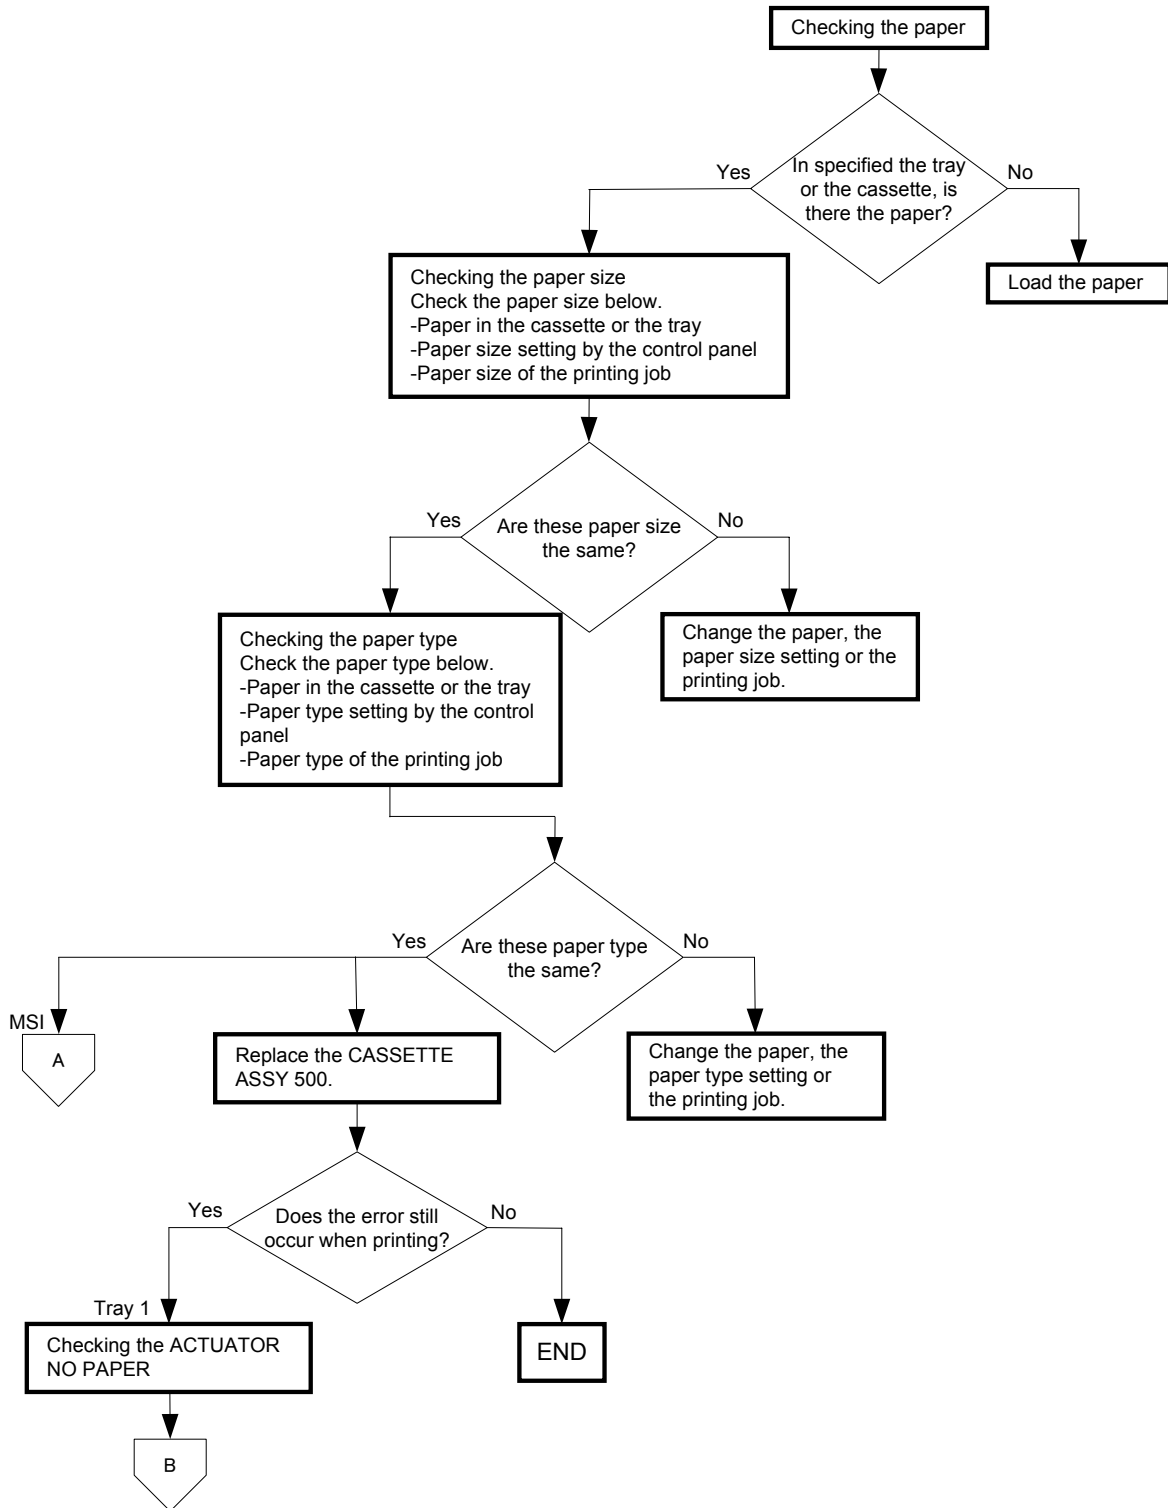 Checking the paper
Yes
In specified the tray
or the cassette, is
there the paper?
No
Checking the paper size
Check the paper size below.
-Paper in the cassette or the tray
-Paper size setting by the control panel
-Paper size of the printing job
Load the paper
Yes
Are these paper size
the same?
No
Checking the paper type
Check the paper type below.
-Paper in the cassette or the tray
-Paper type setting by the control
panel
-Paper type of the printing job
Change the paper, the
paper size setting or the
printing job.
Yes
Are these paper type
the same?
No
MSI
A
Replace the CASSETTE
ASSY 500.
Change the paper, the
paper type setting or
the printing job.
Yes
Does the error still
occur when printing?
No
Tray 1
Checking the ACTUATOR
NO PAPER
END
B